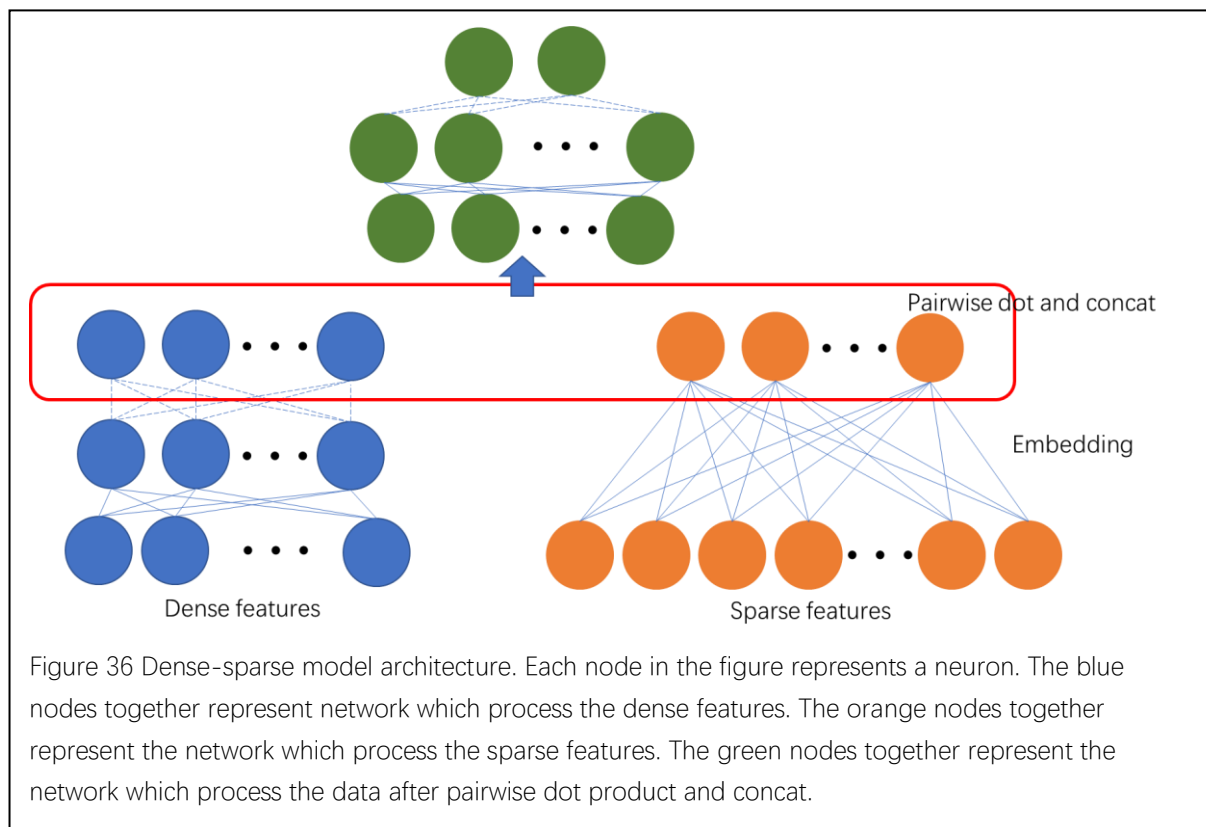 Pairwise dot and concat
Embedding
Dense features
Sparse features
Figure 36 Dense-sparse model architecture. Each node in the figure represents a neuron. The blue
nodes together represent network which process the dense features. The orange nodes together
represent the network which process the sparse features. The green nodes together represent the
network which process the data after pairwise dot product and concat.